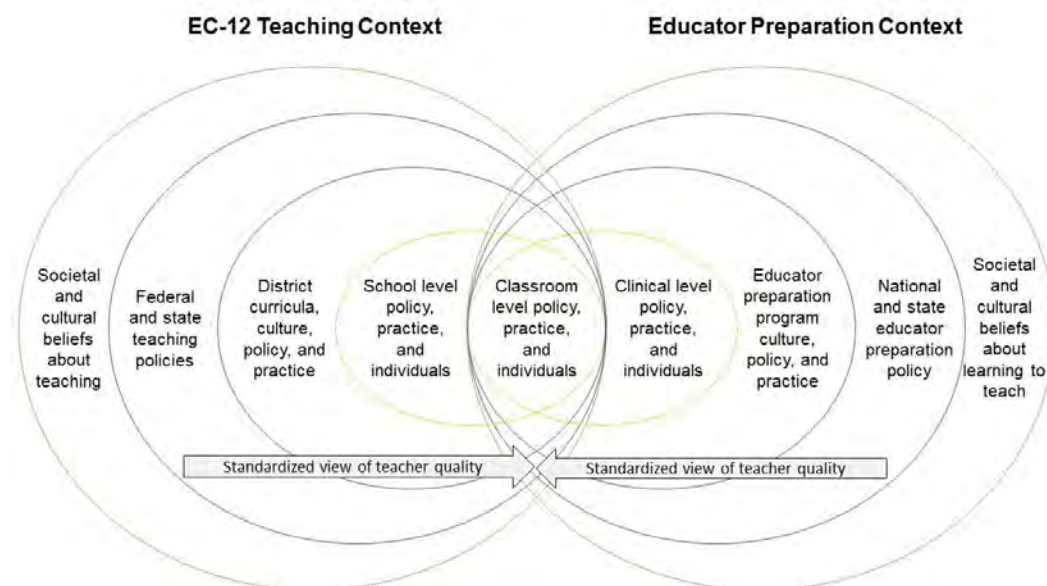 EC-12 Teaching Context
Educator Preparation Context
Societal
and
cultural
beliefs
about
teaching
Federal
and state
teaching
policies
District
curricula,
culture,
policy, and
practice
School level
policy,
practice,
and
individuals
Classroom
level policy,
practice,
and
individuals
Clinical level
policy,
practice, and
individuals
Educator
preparation
program
culture,
policy, and
practice
National
and state
educator
preparation
policy
Societal
and
cultural
beliefs
about
learning to
teach
Standardized view of teacher quality
Standardized view of teacher quality